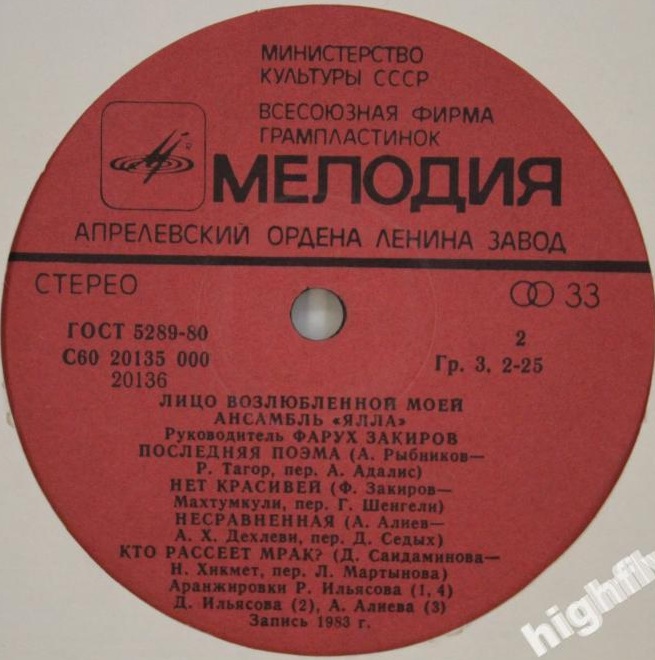 МИНИСТЕРСТВО
КУЛЬТУРЫ СССР
ВСЕСОЮЗНАЯ ФИРМА
ГРАМПЛАСТИНОК
МЕЛОДИЯ
АПРЕЛЕВСКИЙ ОРДЕНА ЛЕНИНА ЗАВОД
СТЕРЕО
33
ГОСТ 5289-80
2
С60 20135 000
Гр. 3, 2-25
20136
ЛИЦО ВОЗЛЮБЛЕННОЙ МОЕЙ
АНСАМБЛЬ «ЯЛЛА»
Руководитель ФАРУХ ЗАКИРОВ
ПОСЛЕДНЯЯ ПОЭМА (А. Рыбников—
Р. Тагор, пер. А. Адалис)
НЕТ КРАСИВЕЙ (Ф. Закиров—
Махтумкули, пер. Г. Шенгели)
НЕСРАВНЕННАЯ (А. Алиев—
А. Х. Дехлеви, пер. Д. Седых)
КТО РАССЕЕТ МРАК? (Д. Саидаминова—
Н. Хикмет, пер. Л. Мартынова)
Аранжировки Р. Ильясова (1, 4)
Д. Ильясова (2), А. Алиева (3)
Запись 1983 г.